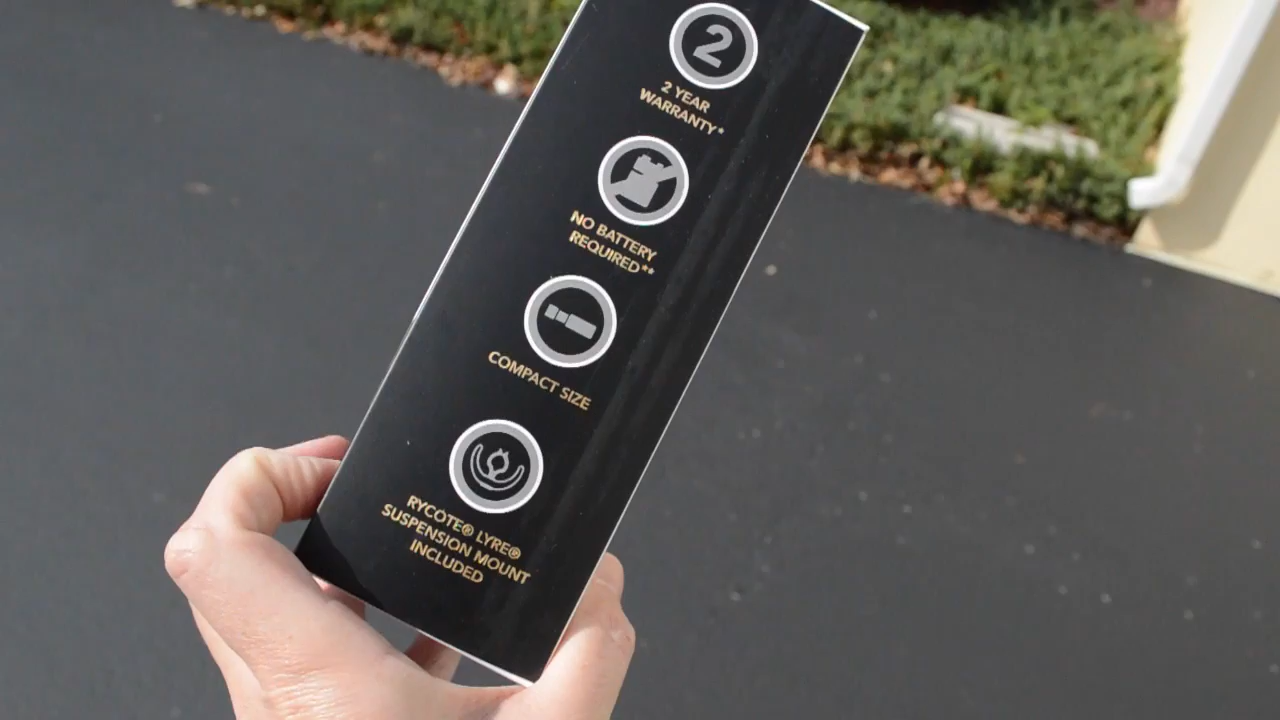 2
2 YEAR
WARRANTY*
NO BATTERY
REQUIRED**
COMPACT SIZE
RYCOTE® LYRE®
SUSPENSION MOUNT
INCLUDED